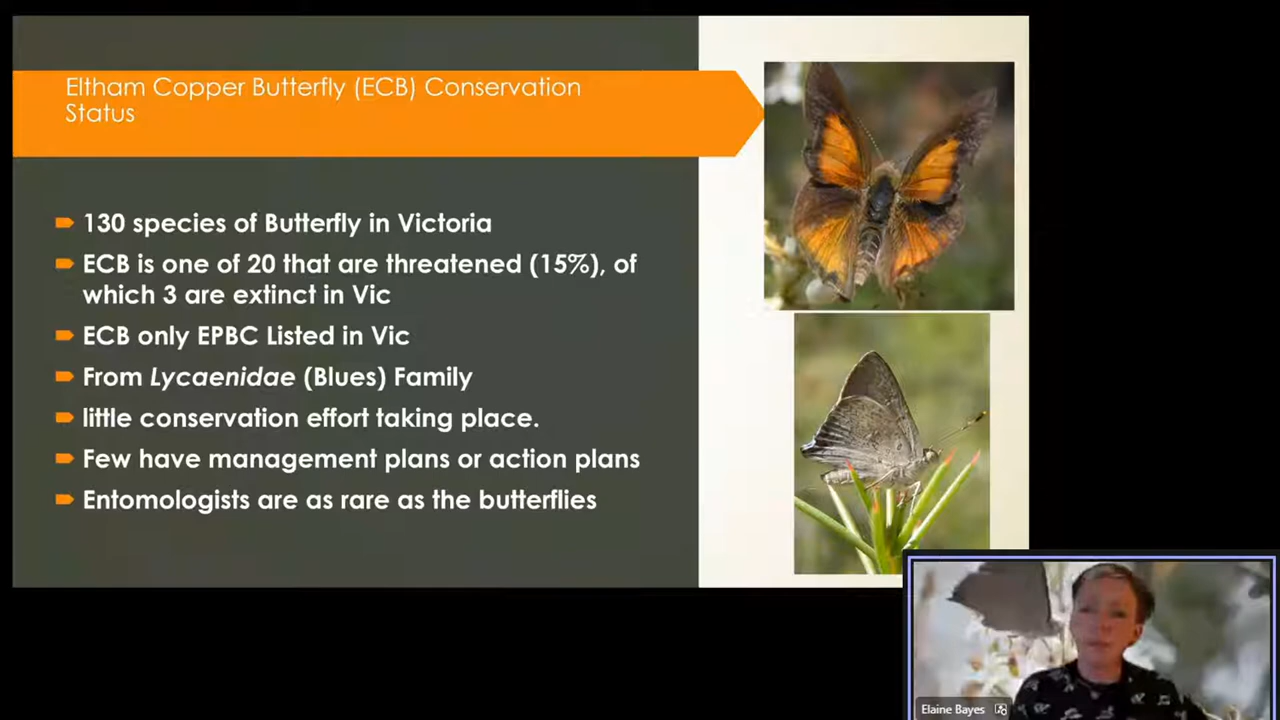 Eltham Copper Butterfly (ECB) Conservation
Status
130 species of Butterfly in Victoria
ECB is one of 20 that are threatened (15%), of
which 3 are extinct in Vic
ECB only EPBC Listed in Vic
From Lycaenidae (Blues) Family
little conservation effort taking place.
Few have management plans or action plans
Entomologists are as rare as the butterflies
Elaine Bayes